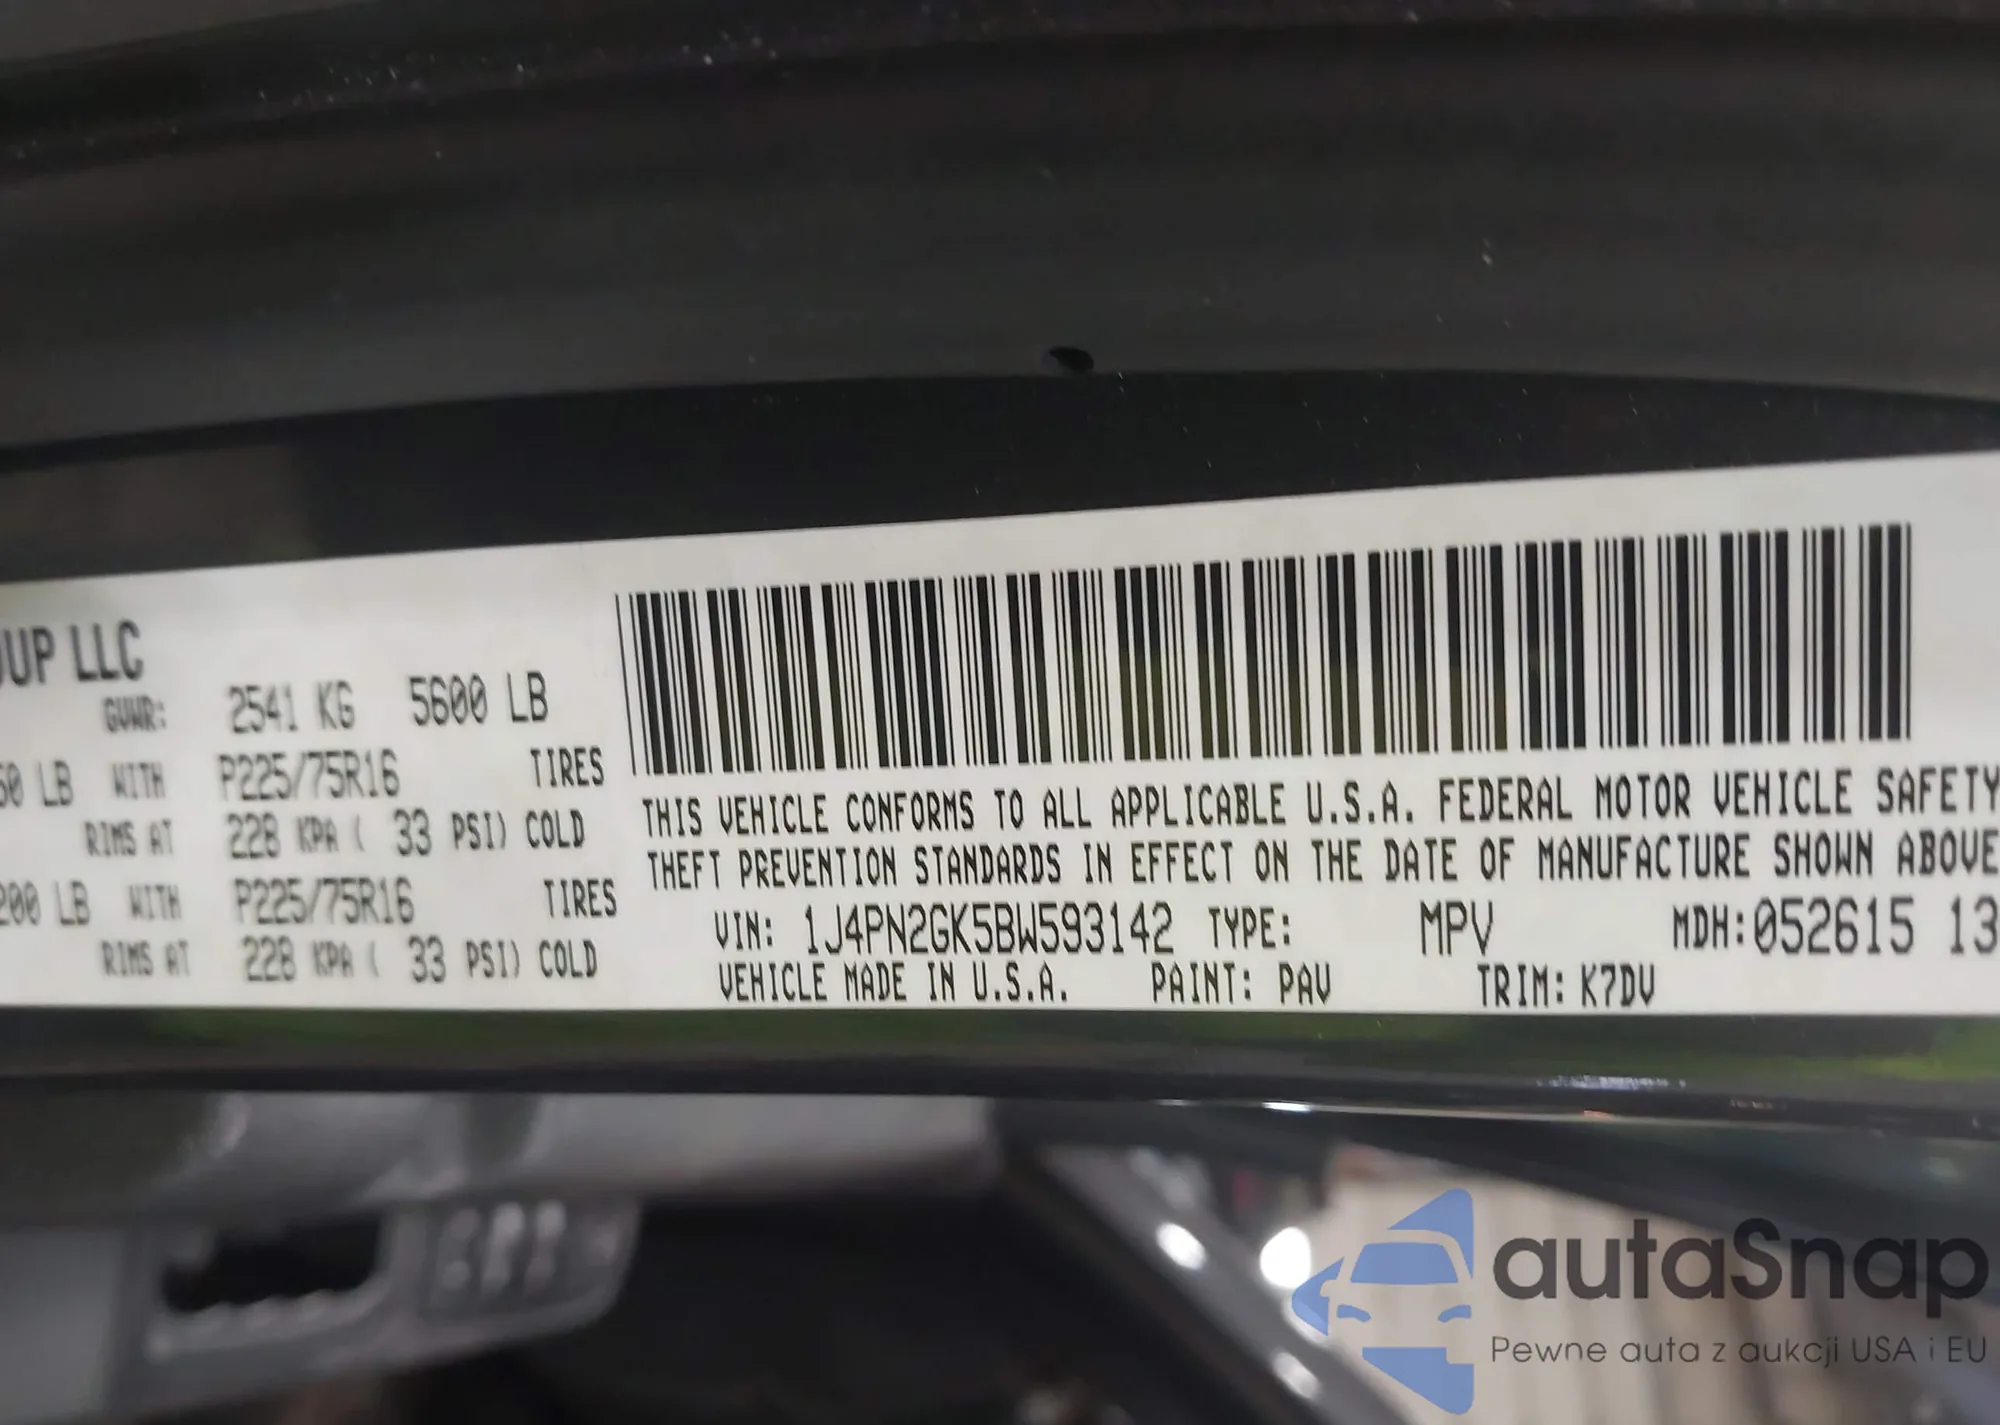 OUP LLC
GVWR: 2541 KG 5600 LB
50 LB WITH P225/75R16 TIRES
RIMS AT 228 KPA ( 33 PSI) COLD
200 LB WITH P225/75R16 TIRES
RIMS AT 228 KPA ( 33 PSI) COLD
THIS VEHICLE CONFORMS TO ALL APPLICABLE U.S.A. FEDERAL MOTOR VEHICLE SAFETY
THEFT PREVENTION STANDARDS IN EFFECT ON THE DATE OF MANUFACTURE SHOWN ABOVE
VIN: 1J4PN2GK5BW593142 TYPE: MPV MDH:052615 13
VEHICLE MADE IN U.S.A. PAINT: PAV TRIM: K7DV
autaSnap
Pewne auta z aukcji USA i EU